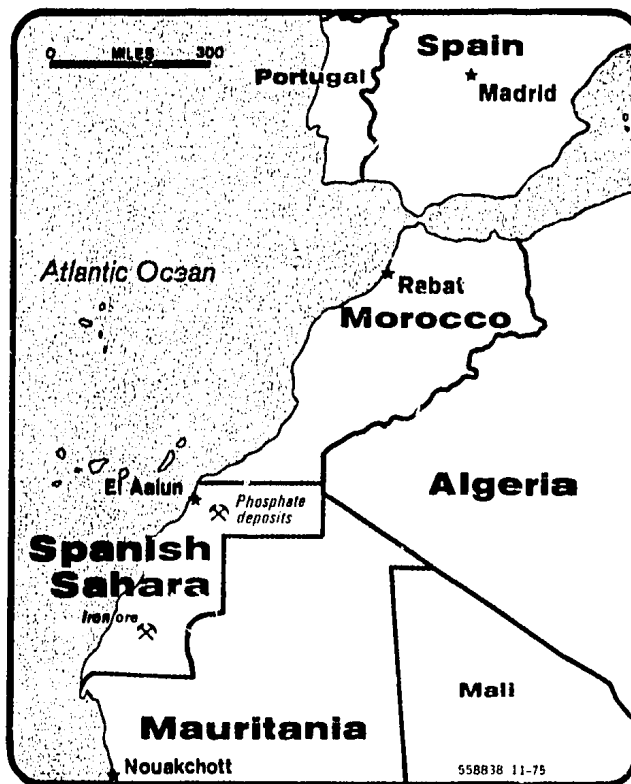 0 MILES 300
Spain
Portugal
Madrid
Atlantic Ocean
Rebat
Morocco
El Aaiun
Phosphate
deposits
Algeria
Spanish
Sahara
Iron ore
Mali
Mauritania
Nouakchott
558838 11-75